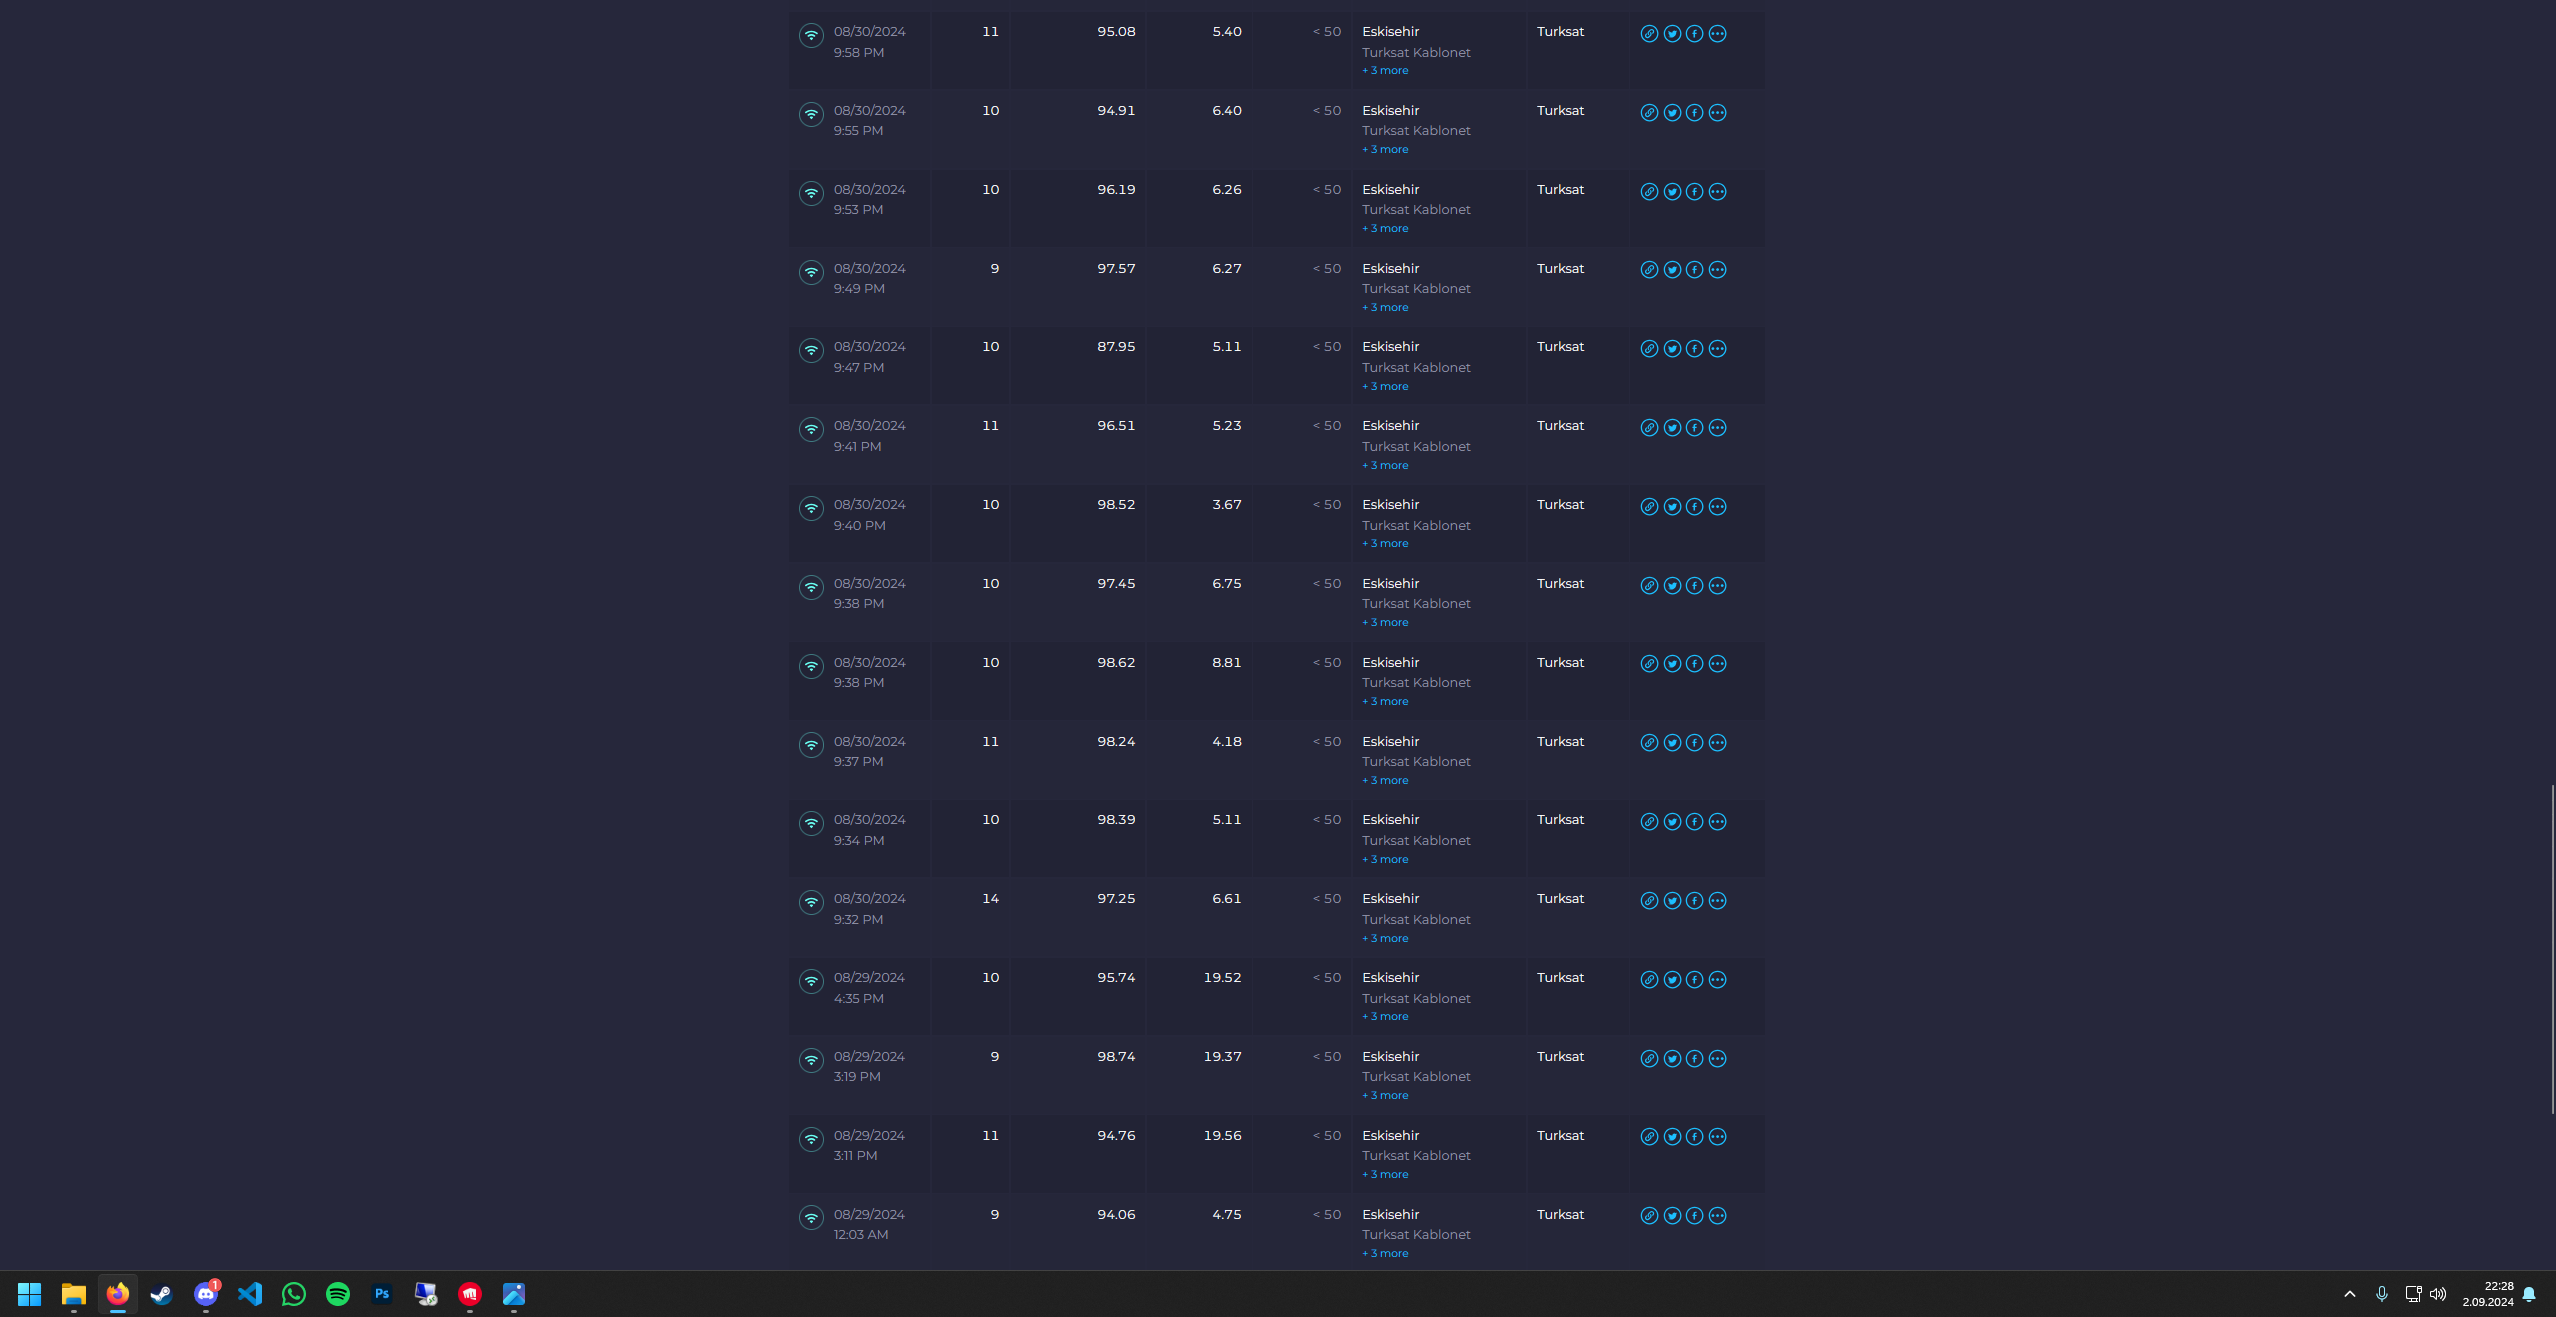 08/30/2024 11 95.08 5.40 < 50 Eskisehir Turksat
9:58 PM Turksat Kablonet
+ 3 more
08/30/2024 10 94.91 6.40 < 50 Eskisehir Turksat
9:55 PM Turksat Kablonet
+ 3 more
08/30/2024 10 96.19 6.26 < 50 Eskisehir Turksat
9:53 PM Turksat Kablonet
+ 3 more
08/30/2024 9 97.57 6.27 < 50 Eskisehir Turksat
9:49 PM Turksat Kablonet
+ 3 more
08/30/2024 10 87.95 5.11 < 50 Eskisehir Turksat
9:47 PM Turksat Kablonet
+ 3 more
08/30/2024 11 96.51 5.23 < 50 Eskisehir Turksat
9:41 PM Turksat Kablonet
+ 3 more
08/30/2024 10 98.52 3.67 < 50 Eskisehir Turksat
9:40 PM Turksat Kablonet
+ 3 more
08/30/2024 10 97.45 6.75 < 50 Eskisehir Turksat
9:38 PM Turksat Kablonet
+ 3 more
08/30/2024 10 98.62 8.81 < 50 Eskisehir Turksat
9:38 PM Turksat Kablonet
+ 3 more
08/30/2024 11 98.24 4.18 < 50 Eskisehir Turksat
9:37 PM Turksat Kablonet
+ 3 more
08/30/2024 10 98.39 5.11 < 50 Eskisehir Turksat
9:34 PM Turksat Kablonet
+ 3 more
08/30/2024 14 97.25 6.61 < 50 Eskisehir Turksat
9:32 PM Turksat Kablonet
+ 3 more
08/29/2024 10 95.74 19.52 < 50 Eskisehir Turksat
4:35 PM Turksat Kablonet
+ 3 more
08/29/2024 9 98.74 19.37 < 50 Eskisehir Turksat
3:19 PM Turksat Kablonet
+ 3 more
08/29/2024 11 94.76 19.56 < 50 Eskisehir Turksat
3:11 PM Turksat Kablonet
+ 3 more
08/29/2024 9 94.06 4.75 < 50 Eskisehir Turksat
12:03 AM Turksat Kablonet
+ 3 more
1
Ps
22:28
2.09.2024